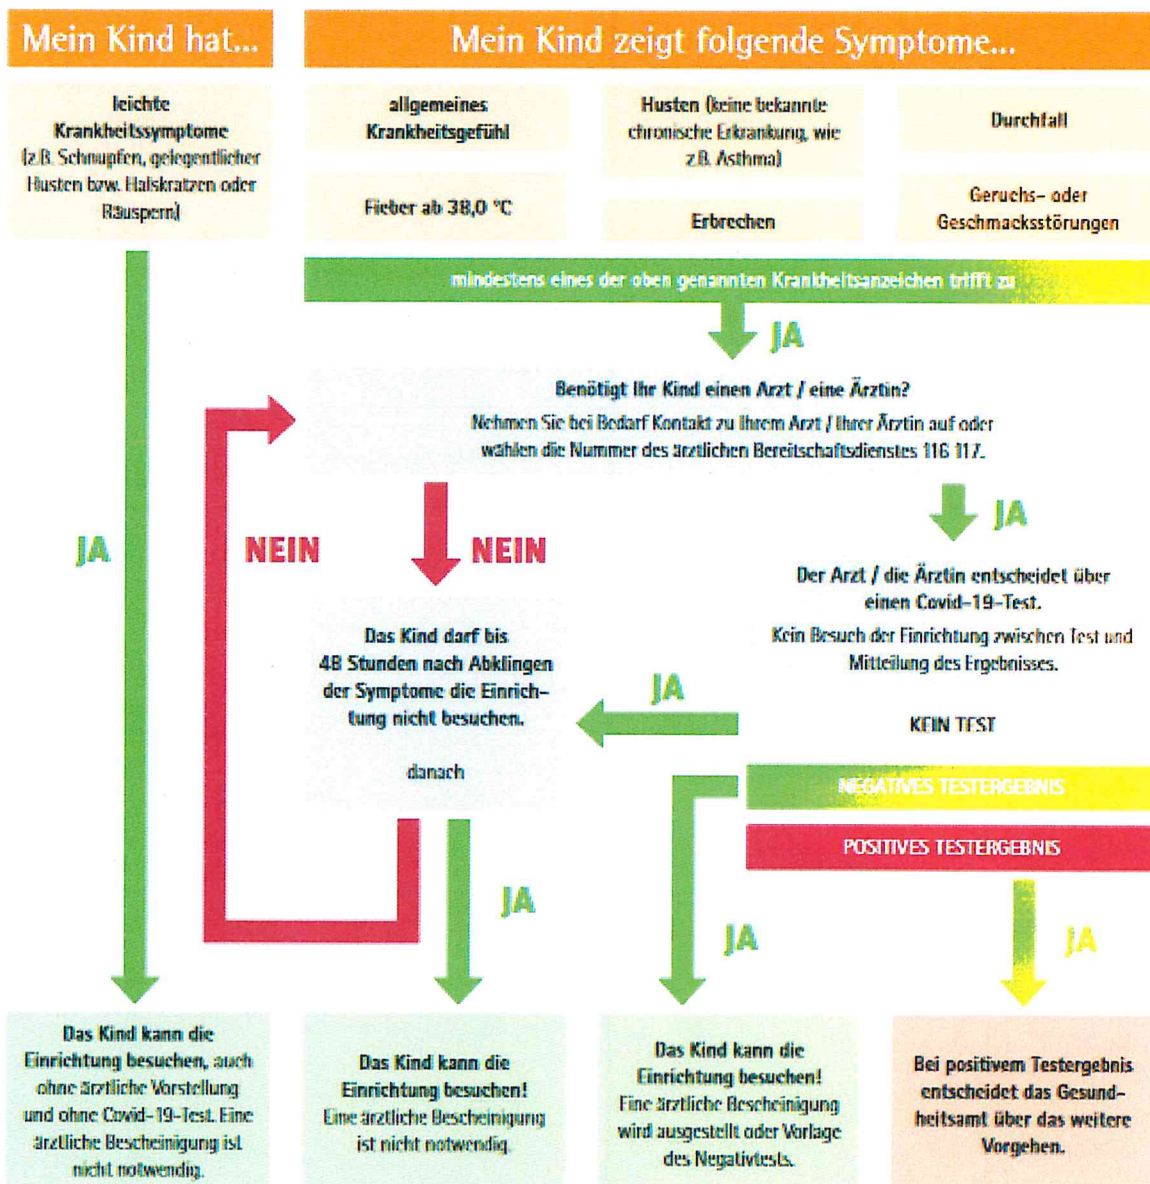 Mein Kind hat...
Mein Kind zeigt folgende Symptome...
leichte
Krankheitssymptome
(z.B. Schnupfen, gelegentlicher
Husten bzw. Halskratzen oder
Räuspern)
allgemeines
Krankheitsgefühl
Fieber ab 38,0 °C
Husten (keine bekannte
chronische Erkrankung, wie
z.B. Asthma)
Erbrechen
Durchfall
Geruchs- oder
Geschmacksstörungen
mindestens eines der oben genannten Krankheitsanzeichen trifft zu
JA
Benötigt Ihr Kind einen Arzt / eine Ärztin?
Nehmen Sie bei Bedarf Kontakt zu Ihrem Arzt / Ihrer Ärztin auf oder
wählen die Nummer des ärztlichen Bereitschaftsdienstes 116 117.
JA
NEIN
NEIN
JA
Der Arzt / die Ärztin entscheidet über
einen Covid-19-Test.
Kein Besuch der Einrichtung zwischen Test und
Mitteilung des Ergebnisses.
Das Kind darf bis
48 Stunden nach Abklingen
der Symptome die Einrich-
tung nicht besuchen.
danach
JA
KEIN TEST
NEGATIVES TESTERGEBNIS
POSITIVES TESTERGEBNIS
JA
JA
JA
Das Kind kann die
Einrichtung besuchen, auch
ohne ärztliche Vorstellung
und ohne Covid-19-Test. Eine
ärztliche Bescheinigung ist
nicht notwendig.
Das Kind kann die
Einrichtung besuchen!
Eine ärztliche Bescheinigung
ist nicht notwendig.
Das Kind kann die
Einrichtung besuchen!
Eine ärztliche Bescheinigung
wird ausgestellt oder Vorlage
des Negativtests.
Bei positivem Testergebnis
entscheidet das Gesund-
heitsamt über das weitere
Vorgehen.